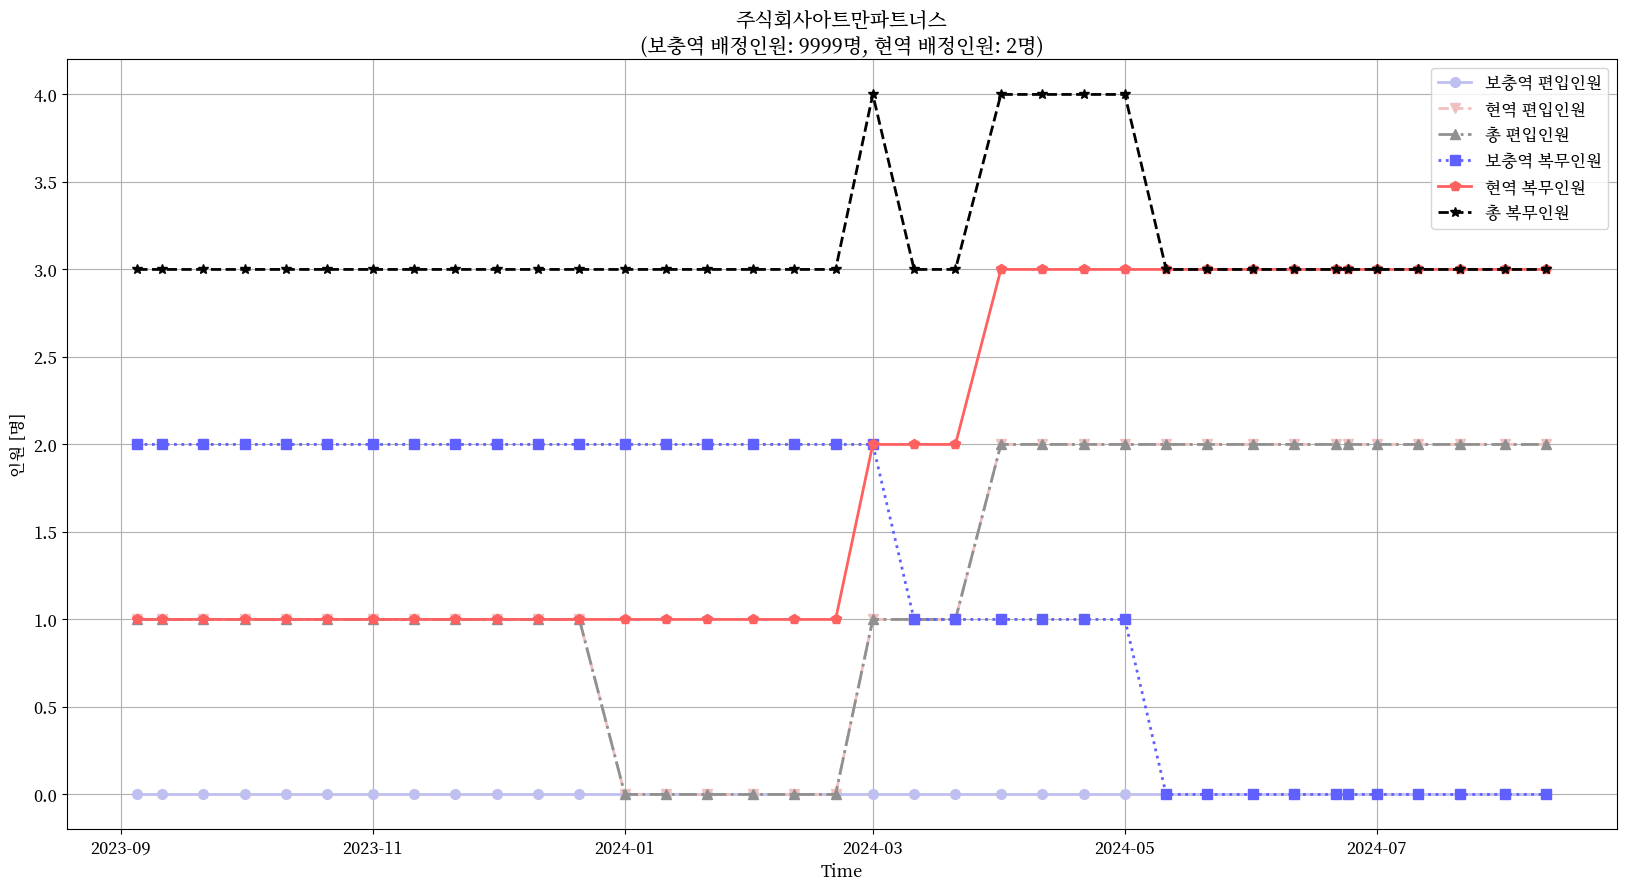 주식회사아트만파트너스
(보충역 배정인원: 9999명, 현역 배정인원: 2명)
보충역 편입인원
현역 편입인원
총 편입인원
보충역 복무인원
현역 복무인원
총 복무인원
인원 [명]
4.0
3.5
3.0
2.5
2.0
1.5
1.0
0.5
0.0
2023-09
2023-11
2024-01
2024-03
2024-05
2024-07
Time